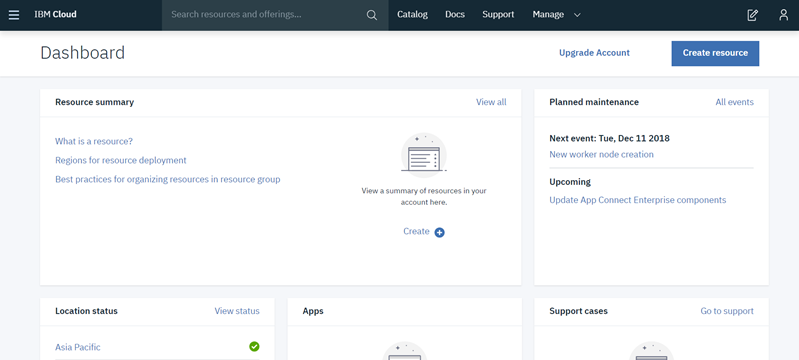 IBM Cloud
Search resources and offerings...
Catalog
Docs
Support
Manage
Dashboard
Upgrade Account
Create resource
Resource summary
View all
What is a resource?
Regions for resource deployment
Best practices for organizing resources in resource group
View a summary of resources in your
account here.
Create
Planned maintenance
All events
Next event: Tue, Dec 11 2018
New worker node creation
Upcoming
Update App Connect Enterprise components
Location status
View status
Asia Pacific
Apps
Support cases
Go to support